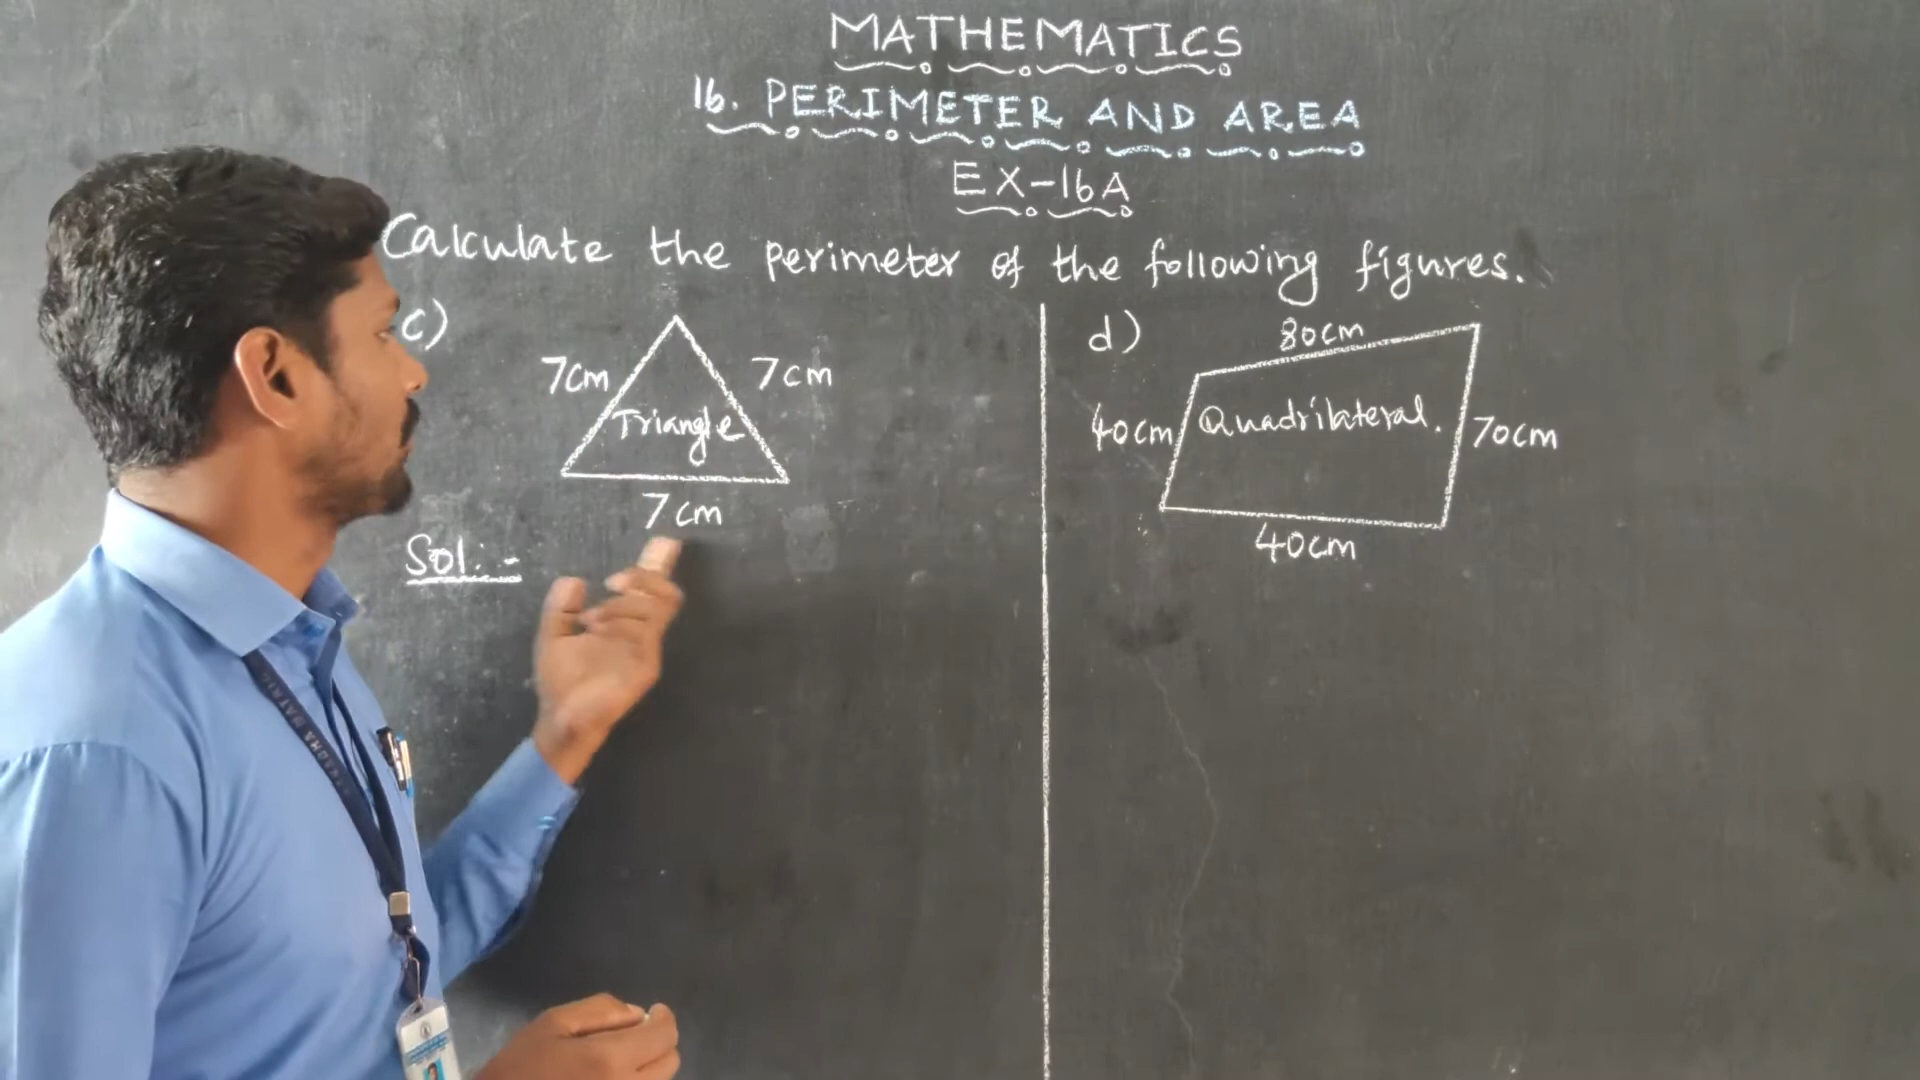 MATHEMATICS
16. PERIMETER AND AREA
EX-16A
Calculate the perimeter of the following figures.
c)
7cm
7cm
Triangle
7cm
Sol:-
d)
80cm
40cm
Quadrilateral.
70cm
40cm
MATRIC